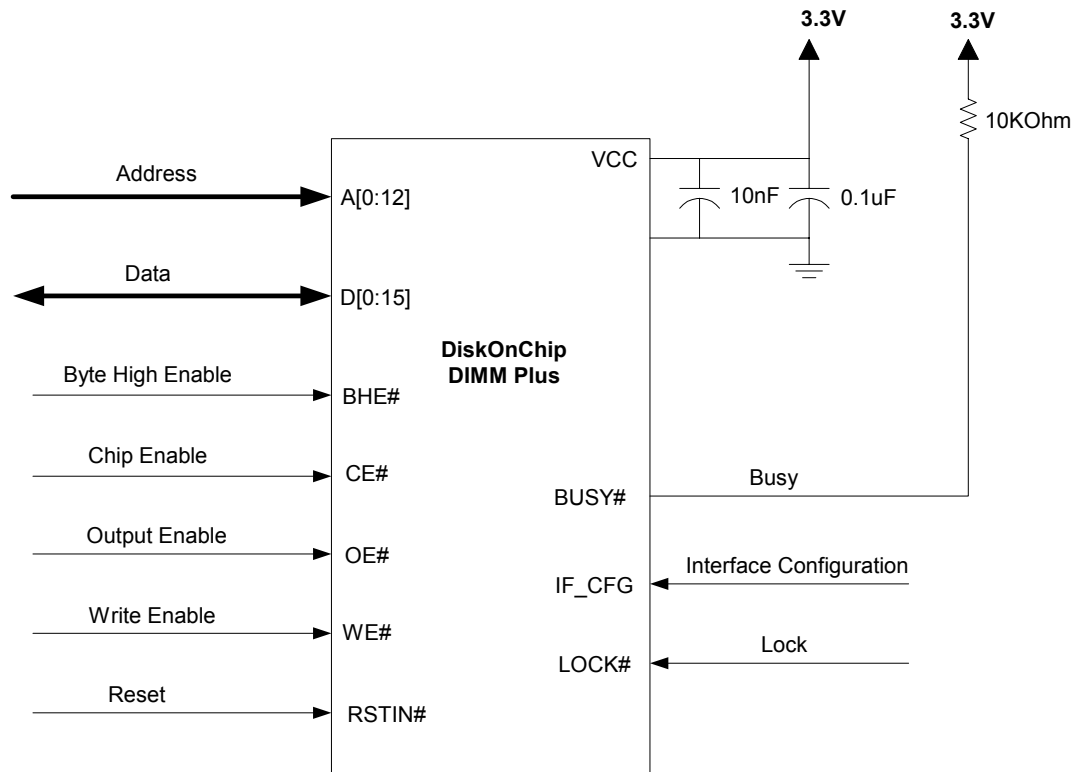 3.3V
3.3V
10KOhm
VCC
10nF
0.1uF
Address
A[0:12]
Data
D[0:15]
DiskOnChip
DIMM Plus
Byte High Enable
BHE#
Chip Enable
CE#
BUSY#
Busy
Output Enable
OE#
IF_CFG
Interface Configuration
Write Enable
WE#
LOCK#
Lock
Reset
RSTIN#